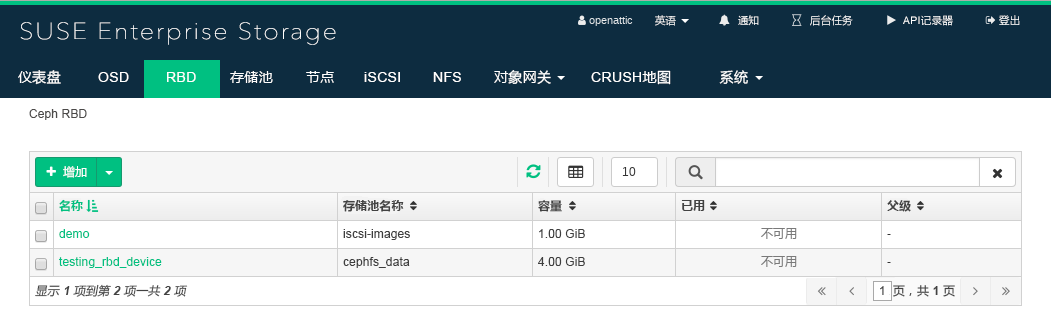 openattic 英语 通知 后台任务 API记录器 登出
SUSE Enterprise Storage
仪表盘 OSD RBD 存储池 节点 iSCSI NFS 对象网关 CRUSH地图 系统
Ceph RBD
增加 10
名称 存储池名称 容量 已用 父级
demo iscsi-images 1.00 GiB 不可用 -
testing_rbd_device cephfs_data 4.00 GiB 不可用 -
显示 1 项到第 2 项一共 2 项 1 页，共 1 页